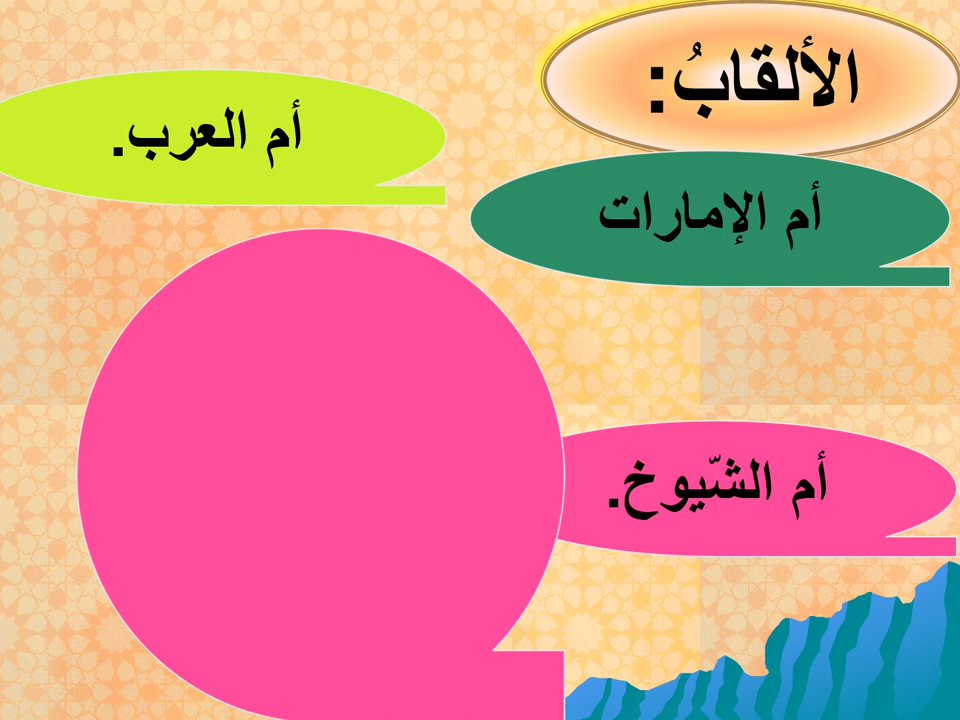 الألقابُ:
أم العرب.
أم الإمارات
أم الشّيوخ.